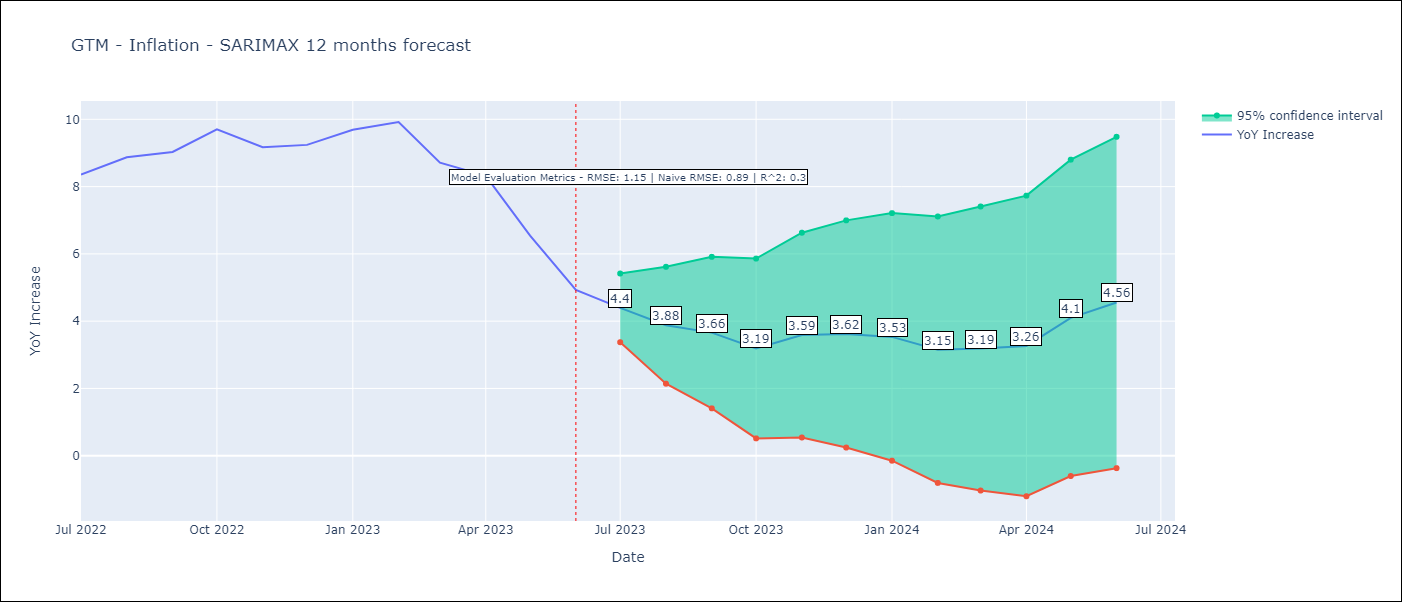 GTM - Inflation - SARIMAX 12 months forecast
95% confidence interval
YoY Increase
Model Evaluation Metrics - RMSE: 1.15 | Naive RMSE: 0.89 | R^2: 0.3
10
8
6
4
2
0
YoY Increase
4.4
3.88
3.66
3.19
3.59
3.62
3.53
3.15
3.19
3.26
4.1
4.56
Jul 2022
Oct 2022
Jan 2023
Apr 2023
Jul 2023
Oct 2023
Jan 2024
Apr 2024
Jul 2024
Date